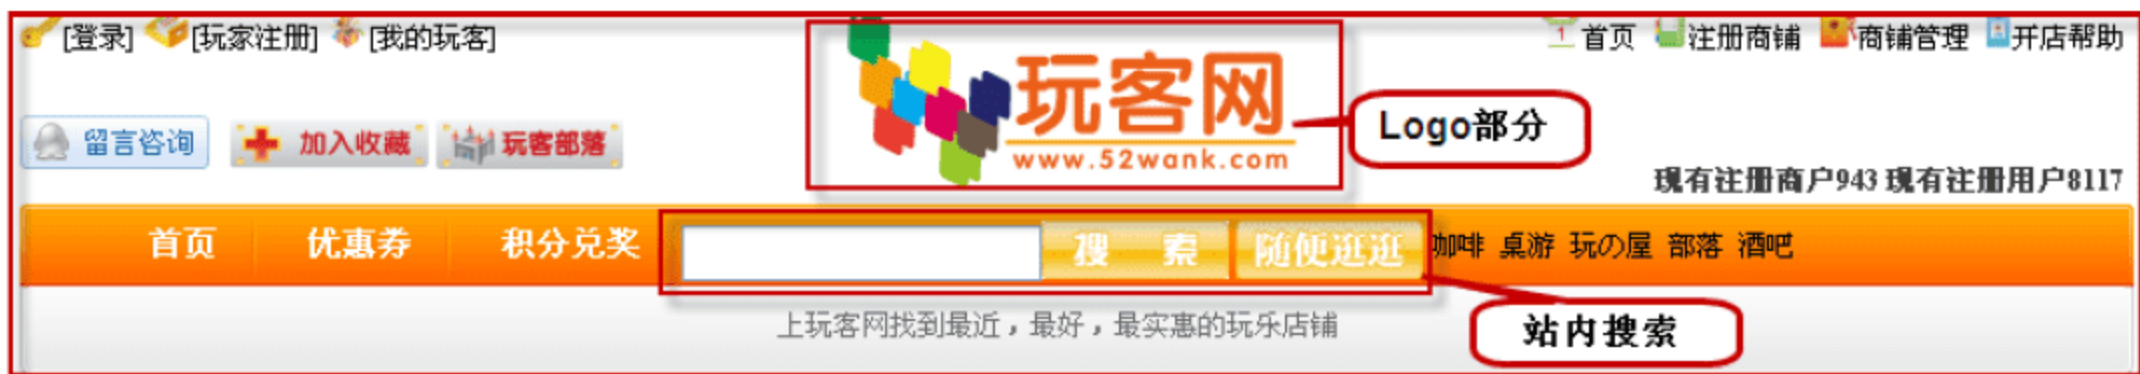 [登录] [玩家注册] [我的玩客]
首页 注册商铺 商铺管理 开店帮助
玩客网
www.52wank.com
Logo部分
留言咨询 加入收藏 玩客部落
现有注册商户943 现有注册用户8117
首页 优惠券 积分兑奖 搜 索 随便逛逛 咖啡 桌游 玩の屋 部落 酒吧
上玩客网找到最近，最好，最实惠的玩乐店铺
站内搜索